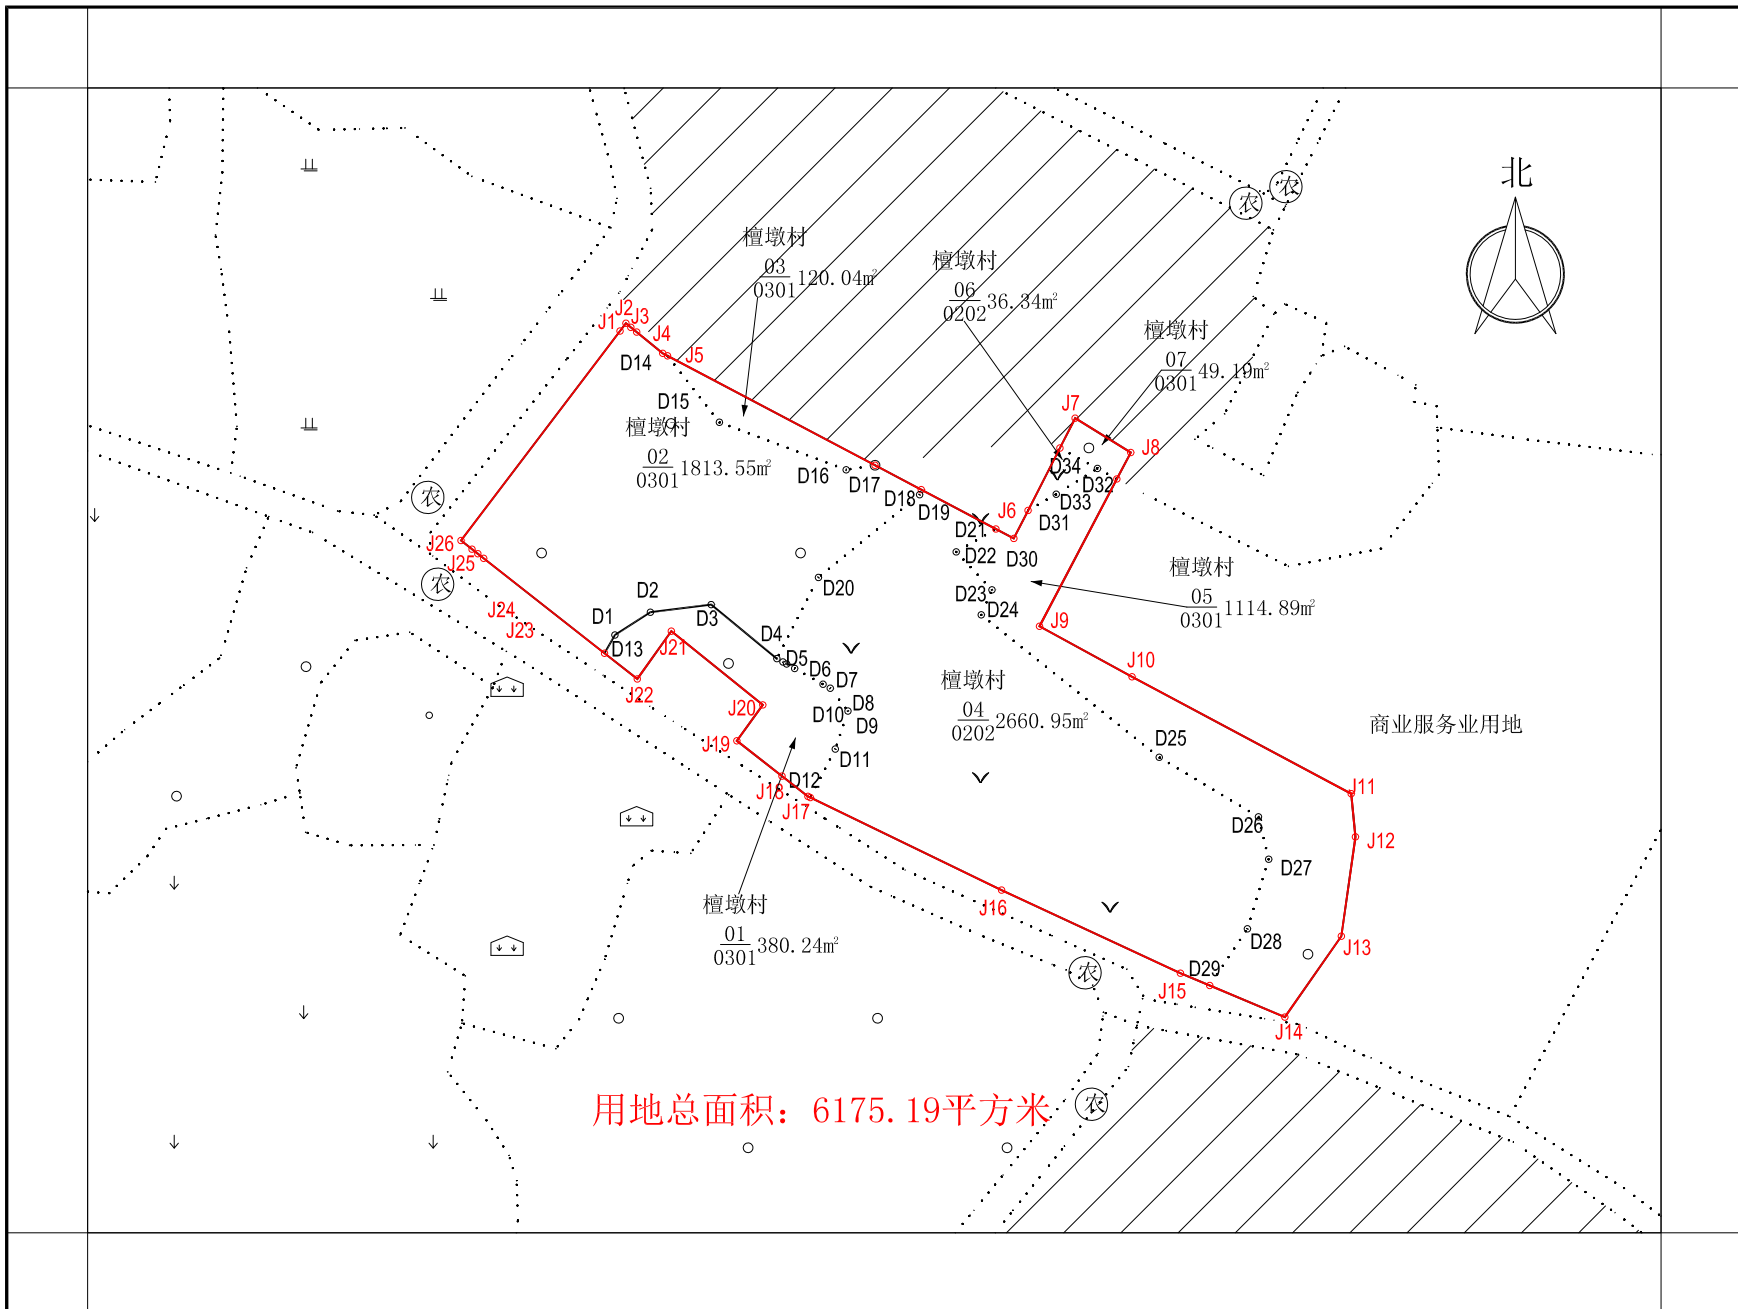 北
农
农
檀墩村
03
0301
120.04㎡
檀墩村
06
0202
36.34㎡
檀墩村
07
0301
49.19㎡
J1
J2
J3
J4
J5
D14
D15
檀墩村
02
0301
1813.55㎡
D16
D17
D18
D19
J6
J7
J8
D34
D32
D33
D31
D30
D21
D22
D23
D24
农
J26
J25
农
J24
J23
D1
D2
D3
D13
D20
J22
J21
D4
D5
D6
D7
D8
D9
D10
D11
J20
J19
D12
J18
J17
檀墩村
05
0301
1114.89㎡
J9
J10
檀墩村
04
0202
2660.95㎡
商业服务业用地
D25
J11
D26
J12
D27
D28
J13
D29
J16
J15
J14
檀墩村
01
0301
380.24㎡
农
农
用地总面积：6175.19平方米